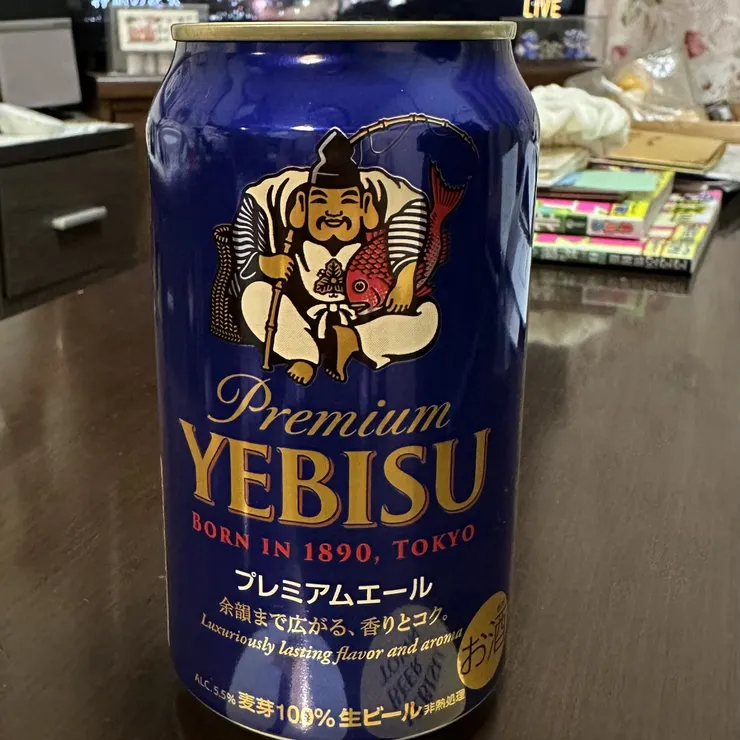 LIVE
Premium
YEBISU
BORN IN 1890, TOKYO
プレミアムエール
余韻まで広がる、香りとコク。
Luxuriously lasting flavor and aroma
お酒
ALC. 5.5% 麦芽100% 生ビール 非熱処理